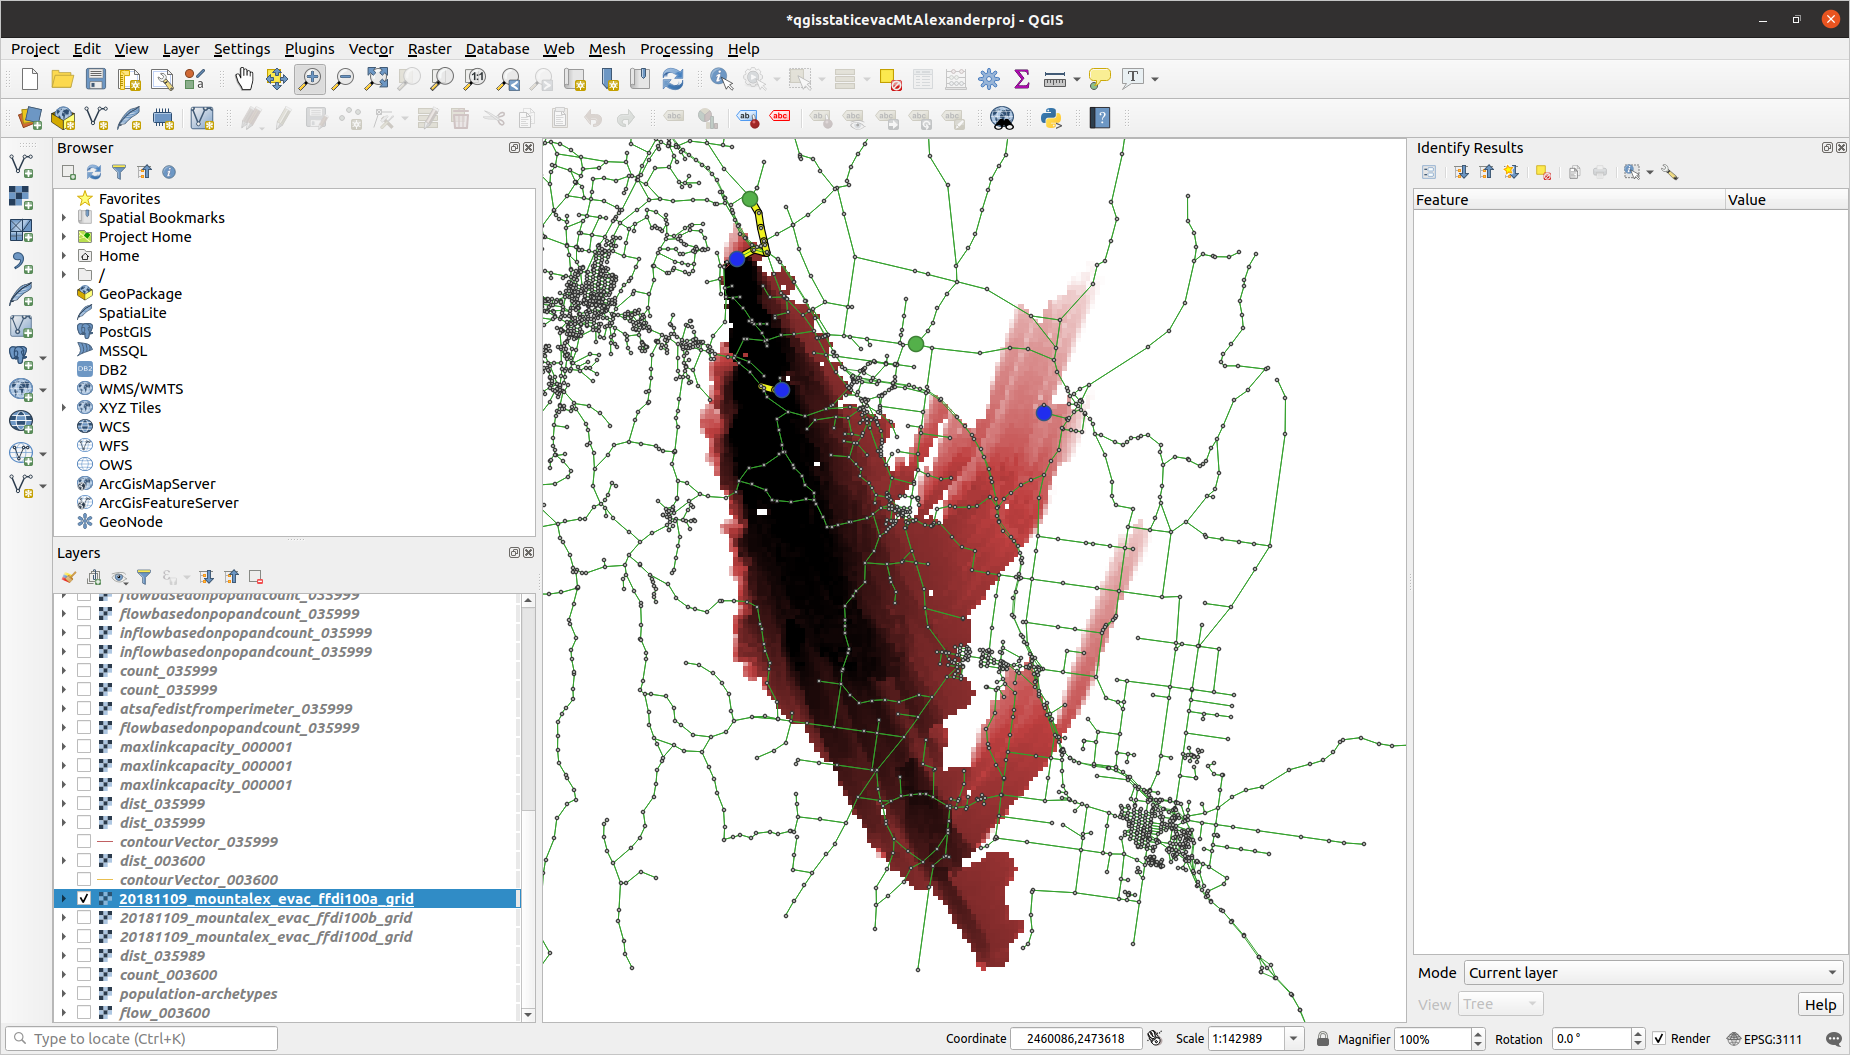 *qgisstaticevacMtAlexanderproj - QGIS
Project Edit View Layer Settings Plugins Vector Raster Database Web Mesh Processing Help
Browser
Favorites
Spatial Bookmarks
Project Home
Home
/
GeoPackage
SpatiaLite
PostGIS
MSSQL
DB2
WMS/WMTS
XYZ Tiles
WCS
WFS
OWS
ArcGisMapServer
ArcGisFeatureServer
GeoNode
Layers
flowbasedonpopandcount_035999
flowbasedonpopandcount_035999
inflowbasedonpopandcount_035999
inflowbasedonpopandcount_035999
count_035999
count_035999
atsafedistfromperimeter_035999
flowbasedonpopandcount_035999
maxlinkcapacity_000001
maxlinkcapacity_000001
maxlinkcapacity_000001
dist_035999
dist_035999
contourVector_035999
dist_003600
contourVector_003600
20181109_mountalex_evac_ffdi100a_grid
20181109_mountalex_evac_ffdi100b_grid
20181109_mountalex_evac_ffdi100d_grid
dist_035989
count_003600
population-archetypes
flow_003600
Identify Results
Feature Value
Mode Current layer
View Tree Help
Type to locate (Ctrl+K) Coordinate 2460086,2473618 Scale 1:142989 Magnifier 100% Rotation 0.0 ° Render EPSG:3111